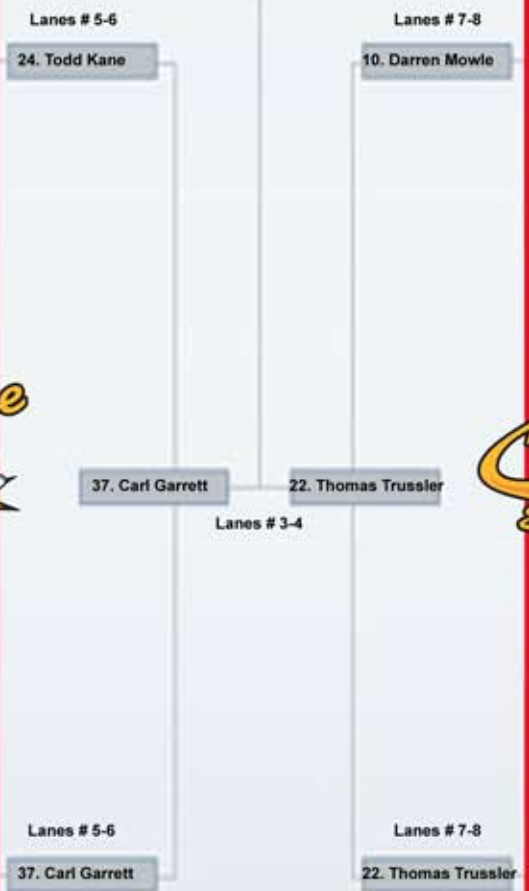 Lanes # 5-6
Lanes # 7-8
24. Todd Kane
10. Darren Mowle
37. Carl Garrett
22. Thomas Trussler
Lanes # 3-4
Lanes # 5-6
Lanes # 7-8
37. Carl Garrett
22. Thomas Trussler